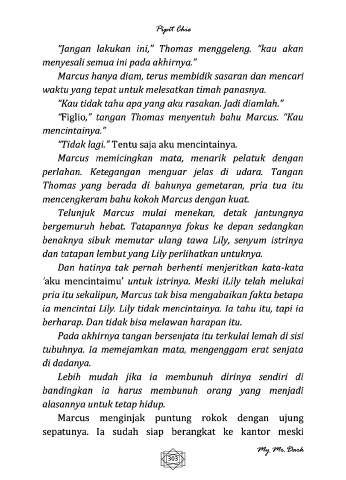 Pipit Chie
"Jangan lakukan ini," Thomas menggeleng. "kau akan
menyesali semua ini pada akhirnya."
Marcus hanya diam, terus membidik sasaran dan mencari
waktu yang tepat untuk melesatkan timah panasnya.
"Kau tidak tahu apa yang aku rasakan. Jadi diamlah."
"Figlio," tangan Thomas menyentuh bahu Marcus. "Kau
mencintainya."
"Tidak lagi." Tentu saja aku mencintainya.
Marcus memicingkan mata, menarik pelatuk dengan
perlahan. Ketegangan menguar jelas di udara. Tangan
Thomas yang berada di bahunya gemetaran, pria tua itu
mencengkeram bahu kokoh Marcus dengan kuat.
Telunjuk Marcus mulai menekan, detak jantungnya
bergemuruh hebat. Tatapannya fokus ke depan sedangkan
benaknya sibuk memutar ulang tawa Lily, senyum istrinya
dan tatapan lembut yang Lily perlihatkan untuknya.
Dan hatinya tak pernah berhenti menjeritkan kata-kata
'aku mencintaimu' untuk istrinya. Meski iLily telah melukai
pria itu sekalipun, Marcus tak bisa mengabaikan fakta betapa
ia mencintai Lily. Lily tidak mencintainya. Ia tahu itu, tapi ia
berharap. Dan tidak bisa melawan harapan itu.
Pada akhirnya tangan bersenjata itu terkulai lemah di sisi
tubuhnya. Ia memejamkan mata, mengenggam erat senjata
di dadanya.
Lebih mudah jika ia membunuh dirinya sendiri di
bandingkan ia harus membunuh orang yang menjadi
alasannya untuk tetap hidup.
Marcus menginjak puntung rokok dengan ujung
sepatunya. Ia sudah siap berangkat ke kantor meski
My Mr. Dark
303